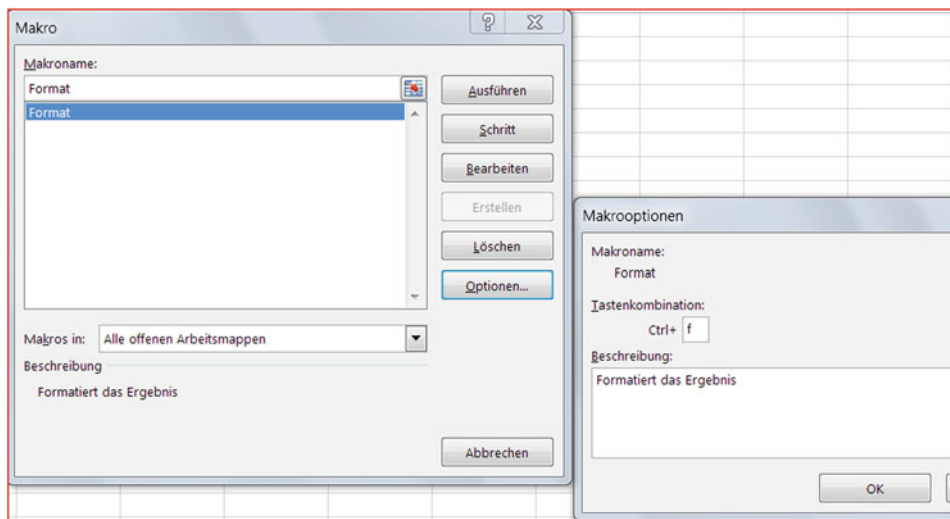 Makro
Makroname:
Format
Format
Ausführen
Schritt
Bearbeiten
Erstellen
Löschen
Optionen...
Makros in: Alle offenen Arbeitsmappen
Beschreibung
Formatiert das Ergebnis
Abbrechen
Makrooptionen
Makroname:
Format
Tastenkombination:
Ctrl+ f
Beschreibung:
Formatiert das Ergebnis
OK